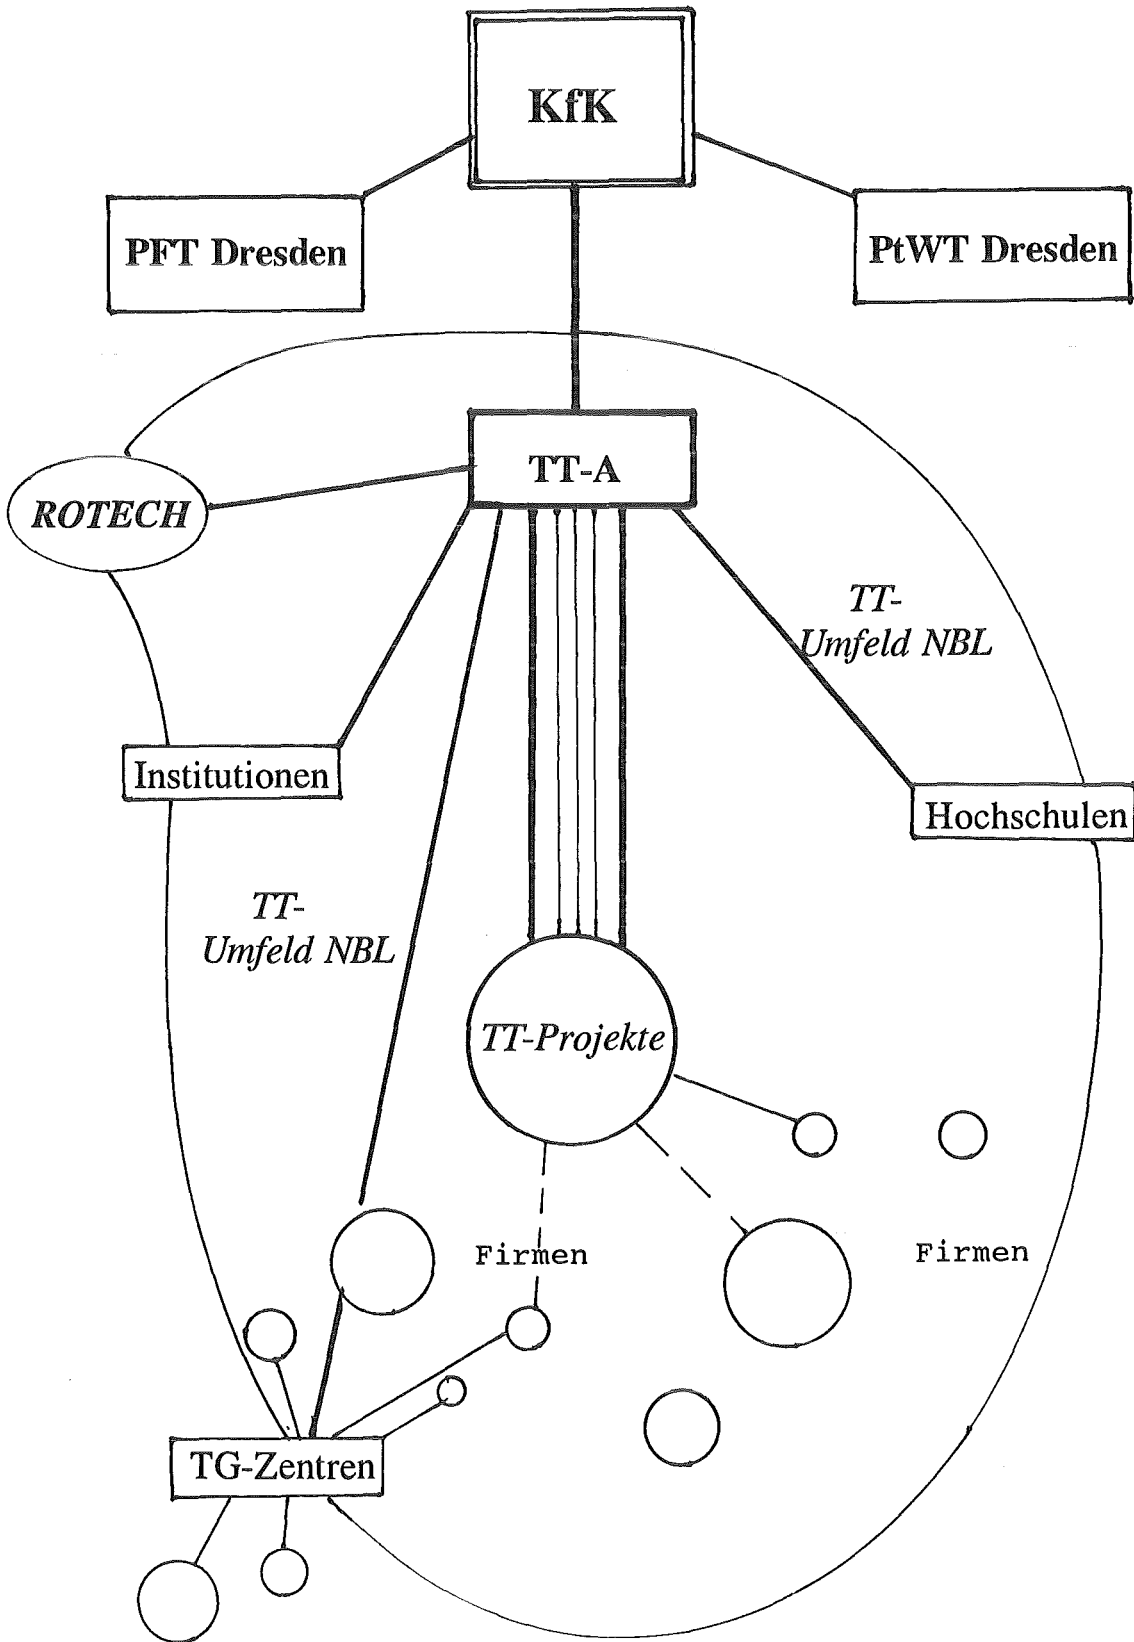 KfK
PFT Dresden
PtWT Dresden
TT-A
ROTECH
TT-
Umfeld NBL
Institutionen
Hochschulen
TT-
Umfeld NBL
TT-Projekte
Firmen
Firmen
TG-Zentren